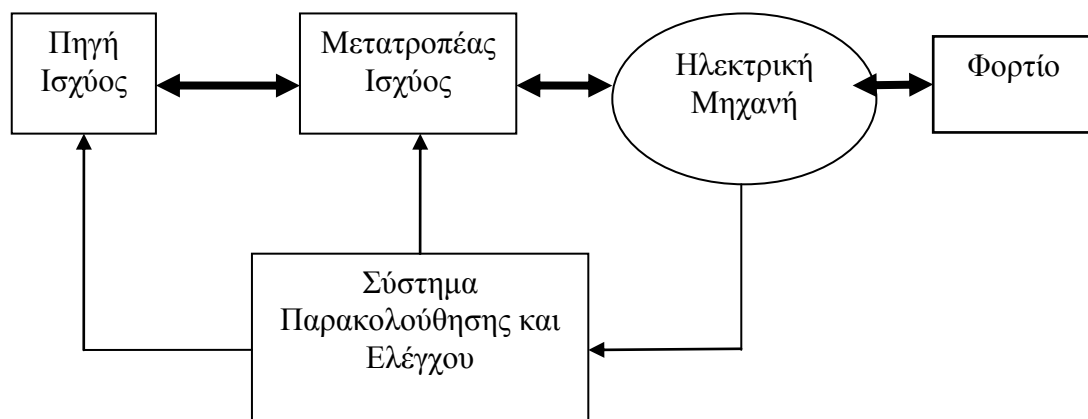 Πηγή
Ισχύος
Μετατροπέας
Ισχύος
Ηλεκτρική
Μηχανή
Φορτίο
Σύστημα
Παρακολούθησης και
Ελέγχου